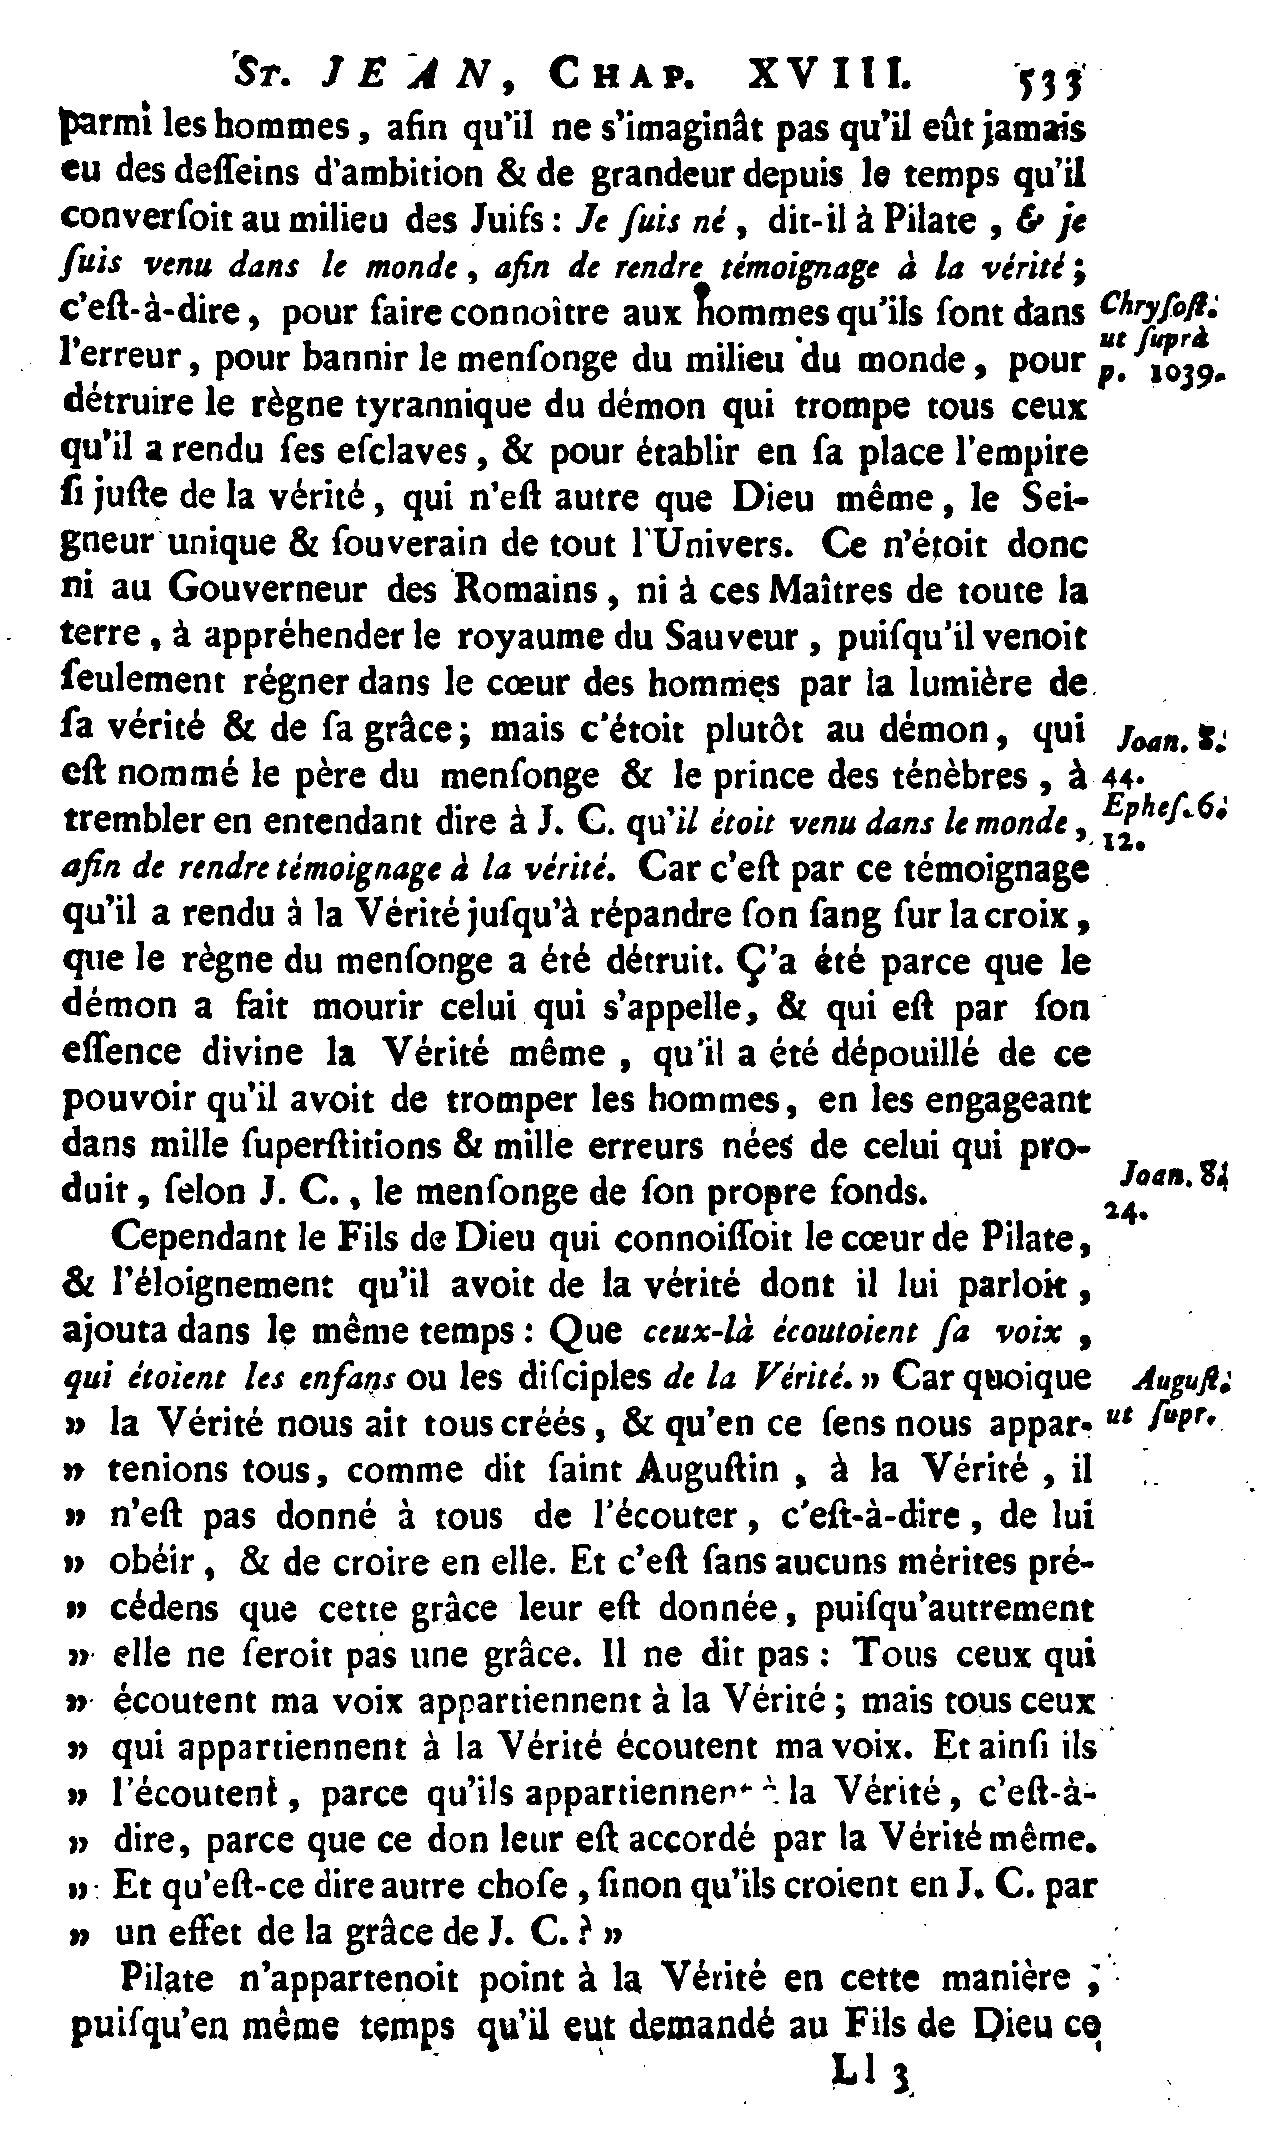 St. JEAN, CHAP. XVIII. 533
parmi les hommes, afin qu'il ne s'imaginât pas qu'il eût jamais
eu des deſſeins d'ambition & de grandeur depuis le temps qu'il
converſoit au milieu des Juifs : Je ſuis né, dit-il à Pilate, & je
ſuis venu dans le monde, afin de rendre témoignage à la vérité ;
c'eſt-à-dire, pour faire connoître aux hommes qu'ils ſont dans
Chryſoſt.
l'erreur, pour bannir le menſonge du milieu du monde, pour
ut ſuprà
p. 1039.
détruire le règne tyrannique du démon qui trompe tous ceux
qu'il a rendu ſes eſclaves, & pour établir en ſa place l'empire
ſi juſte de la vérité, qui n'eſt autre que Dieu même, le Sei-
gneur unique & ſouverain de tout l'Univers. Ce n'étoit donc
ni au Gouverneur des Romains, ni à ces Maîtres de toute la
terre, à appréhender le royaume du Sauveur, puiſqu'il venoit
ſeulement régner dans le cœur des hommes par la lumière de
ſa vérité & de ſa grâce ; mais c'étoit plutôt au démon, qui
Joan. 8.
eſt nommé le père du menſonge & le prince des ténèbres, à
44.
trembler en entendant dire à J. C. qu'il étoit venu dans le monde,
Epheſ. 6.
12.
afin de rendre témoignage à la vérité. Car c'eſt par ce témoignage
qu'il a rendu à la Vérité juſqu'à répandre ſon ſang ſur la croix,
que le règne du menſonge a été détruit. Ç'a été parce que le
démon a fait mourir celui qui s'appelle, & qui eſt par ſon
eſſence divine la Vérité même, qu'il a été dépouillé de ce
pouvoir qu'il avoit de tromper les hommes, en les engageant
dans mille ſuperſtitions & mille erreurs nées de celui qui pro-
duit, ſelon J. C., le menſonge de ſon propre fonds.
Joan. 8.
24.
Cependant le Fils de Dieu qui connoiſſoit le cœur de Pilate,
& l'éloignement qu'il avoit de la vérité dont il lui parloit,
ajouta dans le même temps : Que ceux-là écoutoient ſa voix,
qui étoient les enfans ou les diſciples de la Vérité. » Car quoique
Auguſt.
» la Vérité nous ait tous créés, & qu'en ce ſens nous appar-
ut ſupr.
» tenions tous, comme dit ſaint Auguſtin, à la Vérité, il
» n'eſt pas donné à tous de l'écouter, c'eſt-à-dire, de lui
» obéir, & de croire en elle. Et c'eſt ſans aucuns mérites pré-
» cédens que cette grâce leur eſt donnée, puiſqu'autrement
» elle ne ſeroit pas une grâce. Il ne dit pas : Tous ceux qui
» écoutent ma voix appartiennent à la Vérité ; mais tous ceux
» qui appartiennent à la Vérité écoutent ma voix. Et ainſi ils
» l'écoutent, parce qu'ils appartiennent à la Vérité, c'eſt-à-
» dire, parce que ce don leur eſt accordé par la Vérité même.
» Et qu'eſt-ce dire autre choſe, ſinon qu'ils croient en J. C. par
» un effet de la grâce de J. C. ? »
Pilate n'appartenoit point à la Vérité en cette manière ;
puiſqu'en même temps qu'il eut demandé au Fils de Dieu ce
Ll 3